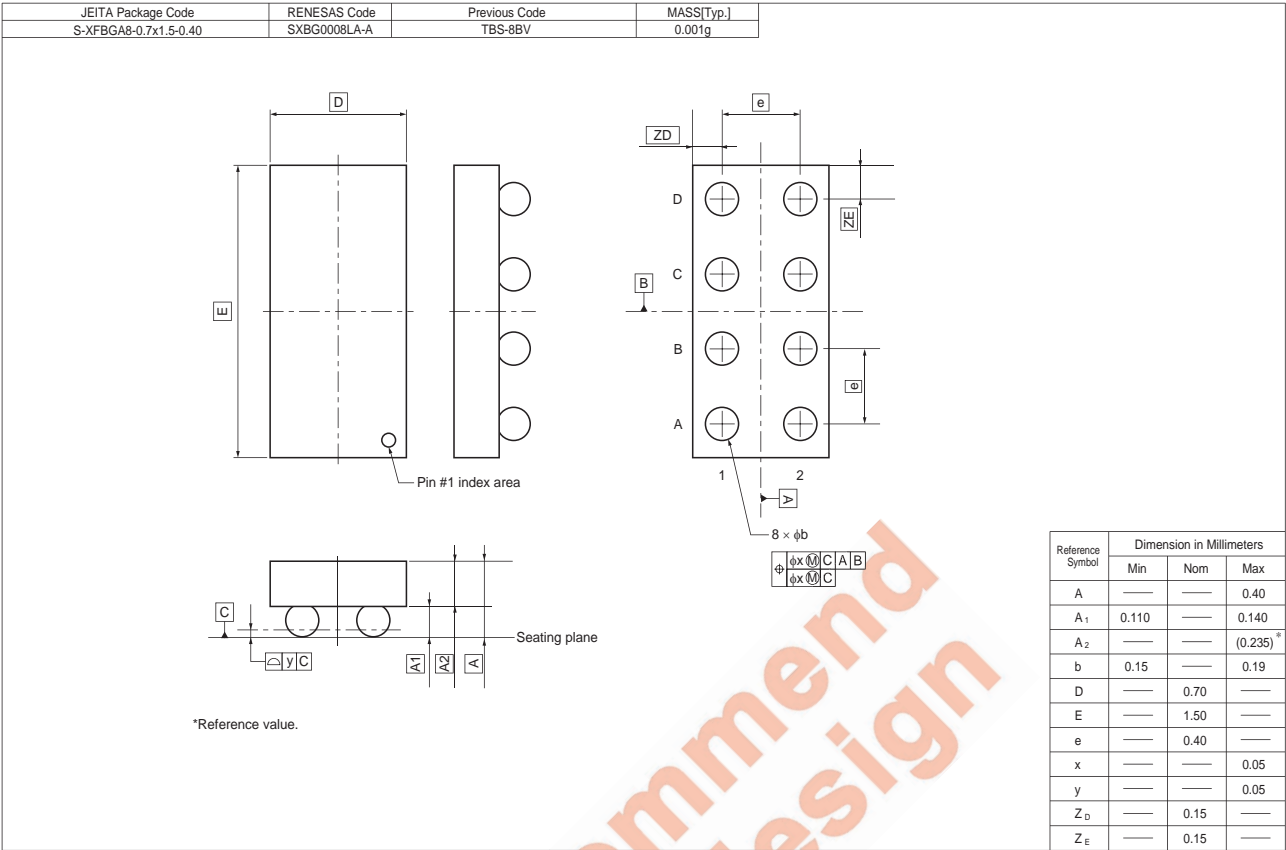 JEITA Package Code RENESAS Code Previous Code MASS[Typ.]
S-XFBGA8-0.7x1.5-0.40 SXBG0008LA-A TBS-8BV 0.001g
D
e
ZD
D
ZE
C
B
E
B
e
A
Pin #1 index area
1 2
A
8 × ϕb
ϕx Ⓜ C A B
ϕx Ⓜ C
C
Seating plane
y C
A1 A2 A
*Reference value.
Reference Symbol Dimension in Millimeters
Min Nom Max
A —— —— 0.40
A1 0.110 —— 0.140
A2 —— —— (0.235)*
b 0.15 —— 0.19
D —— 0.70 ——
E —— 1.50 ——
e —— 0.40 ——
x —— —— 0.05
y —— —— 0.05
ZD —— 0.15 ——
ZE —— 0.15 ——
design